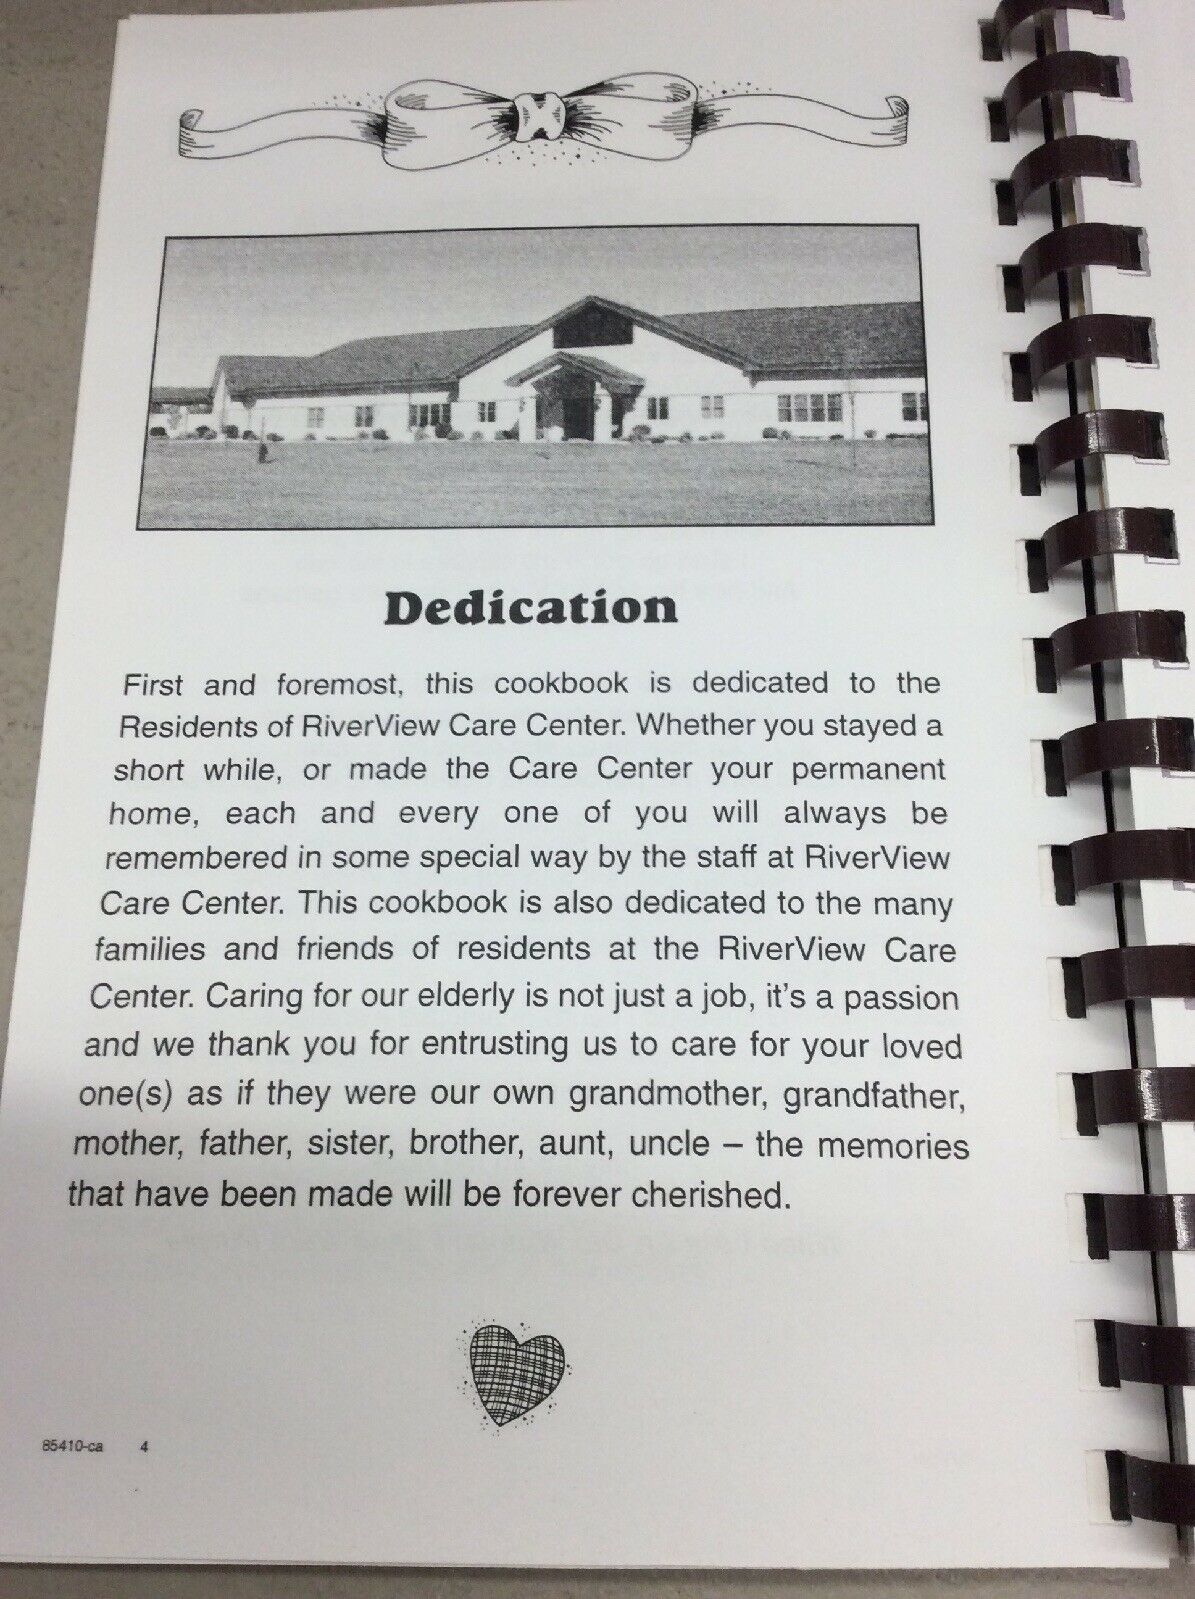 Dedication
First and foremost, this cookbook is dedicated to the
Residents of RiverView Care Center. Whether you stayed a
short while, or made the Care Center your permanent
home, each and every one of you will always be
remembered in some special way by the staff at RiverView
Care Center. This cookbook is also dedicated to the many
families and friends of residents at the RiverView Care
Center. Caring for our elderly is not just a job, it's a passion
and we thank you for entrusting us to care for your loved
one(s) as if they were our own grandmother, grandfather,
mother, father, sister, brother, aunt, uncle – the memories
that have been made will be forever cherished.
85410-ca 4